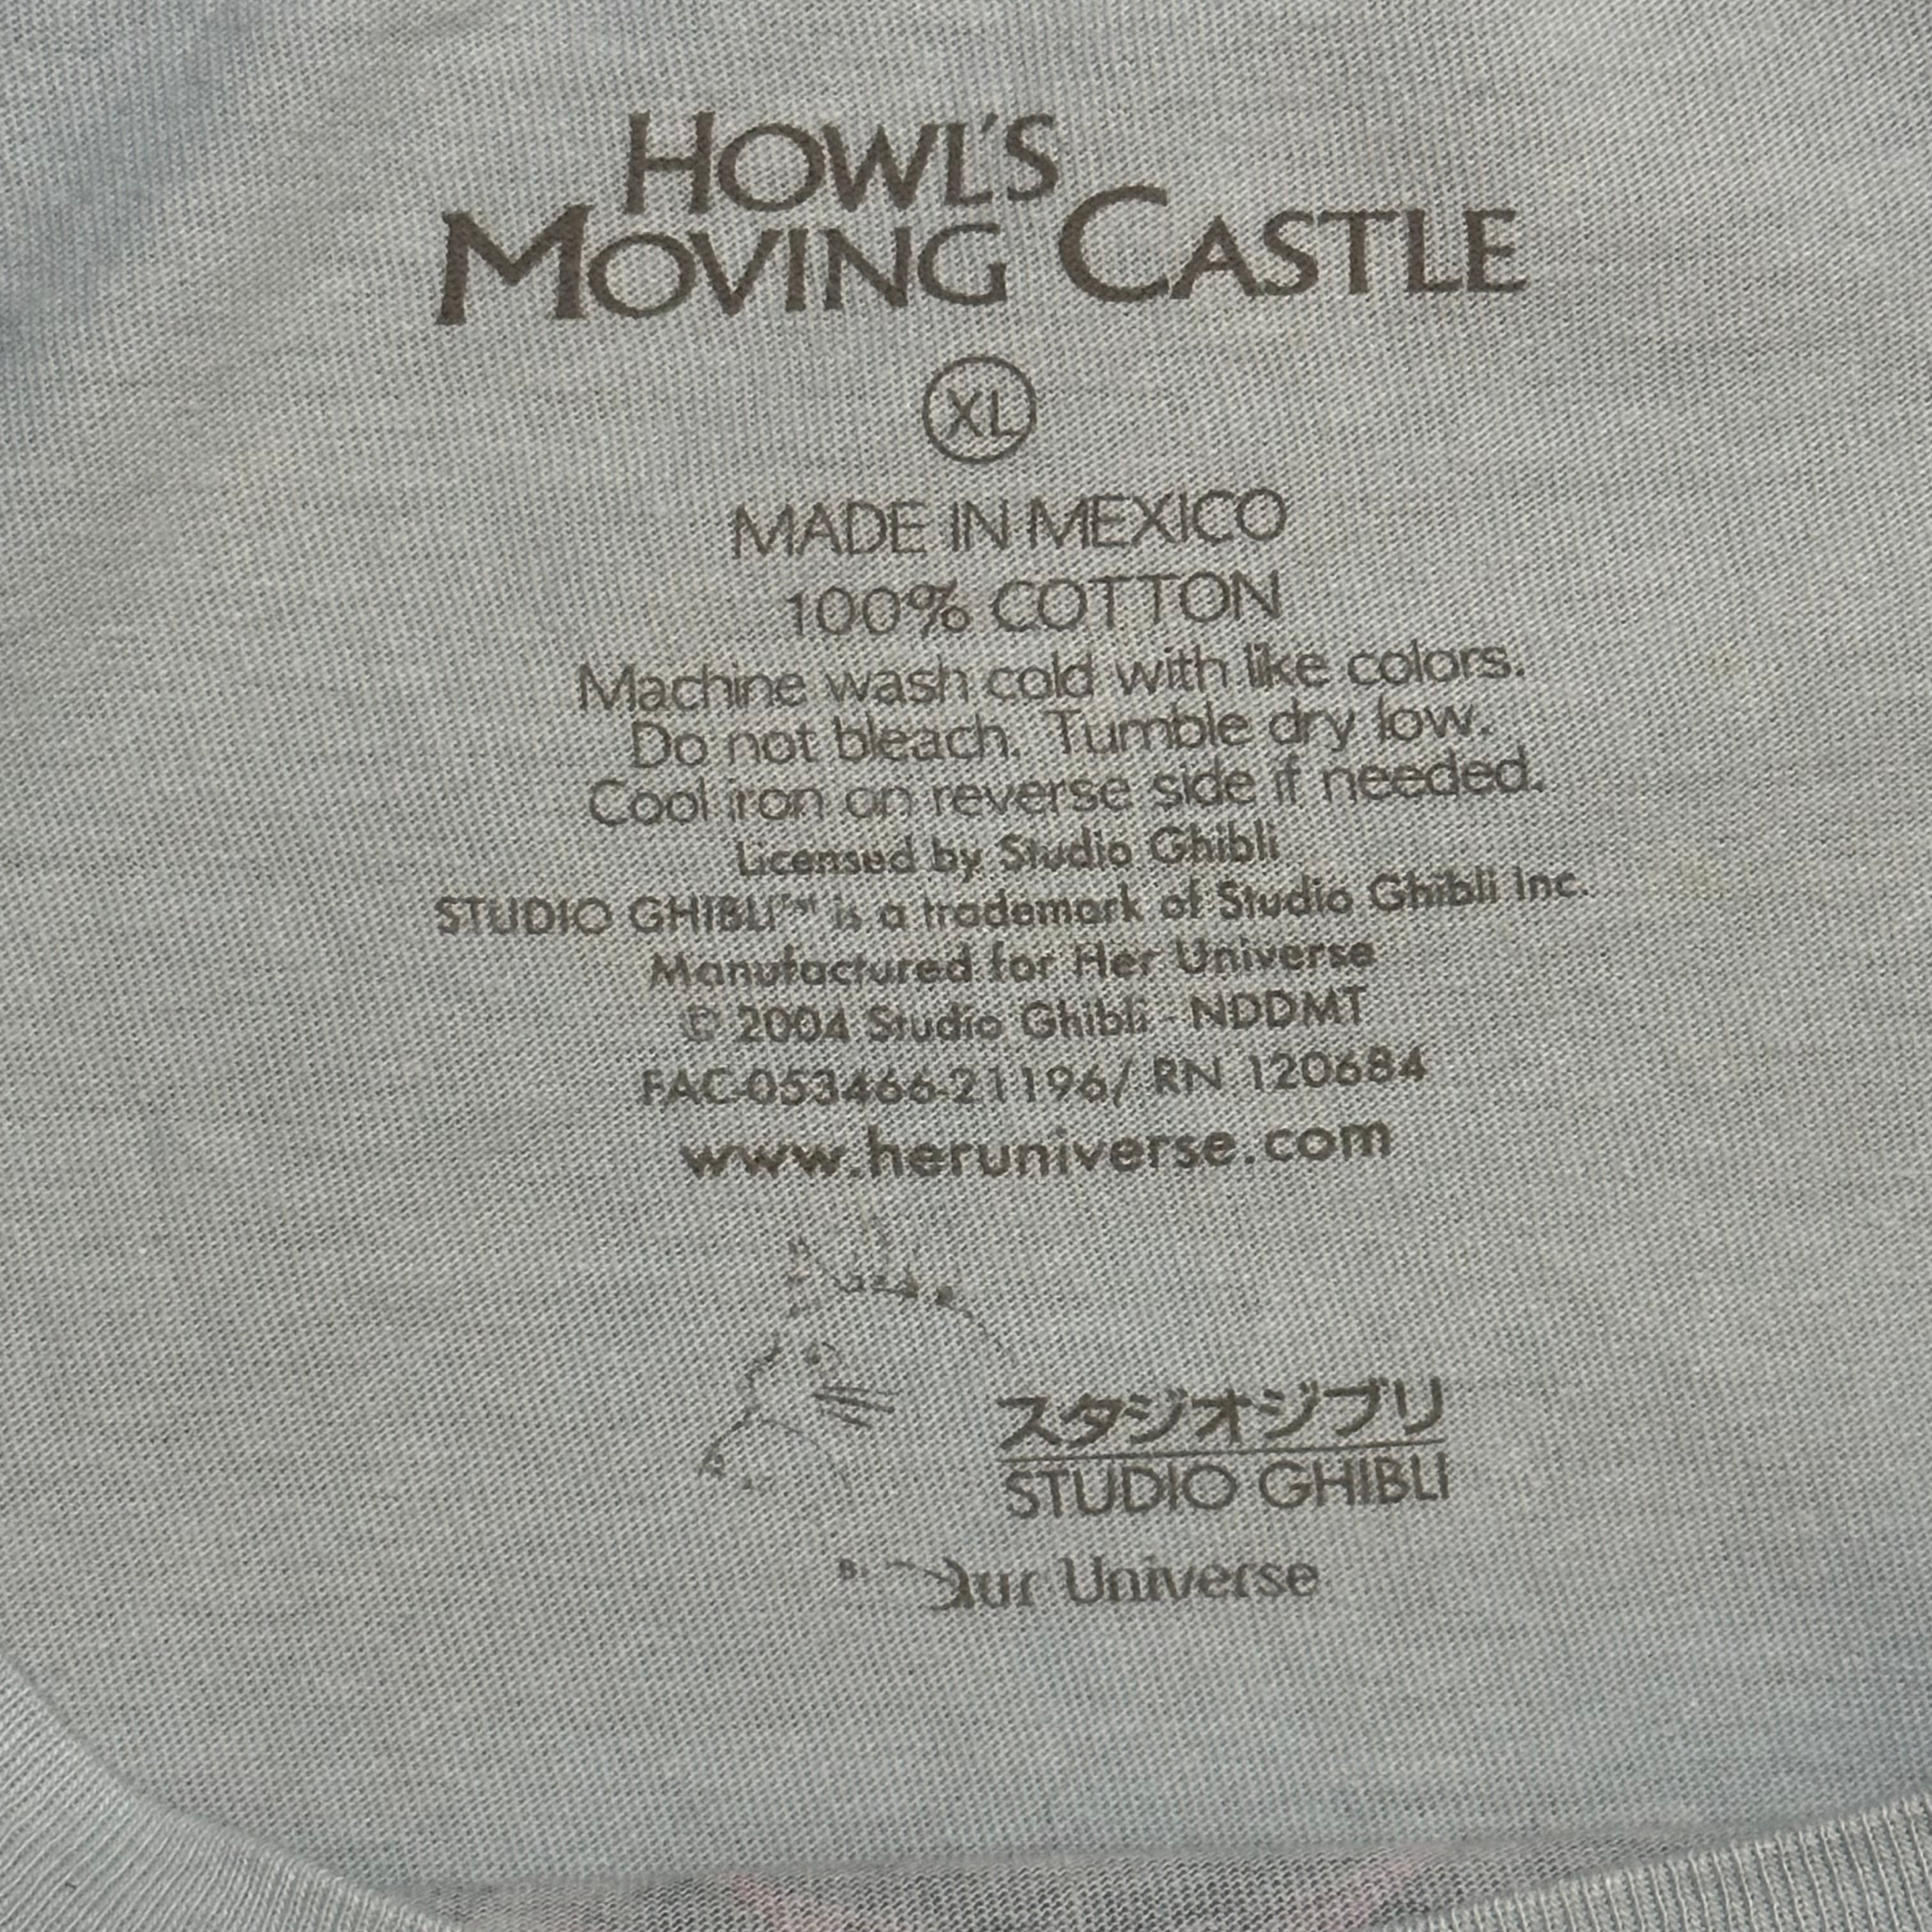 HOWL'S
MOVING CASTLE
XL
MADE IN MEXICO
100% COTTON
Machine wash cold with like colors.
Do not bleach. Tumble dry low.
Cool iron on reverse side if needed.
Licensed by Studio Ghibli
STUDIO GHIBLI™ is a trademark of Studio Ghibli Inc.
Manufactured for Her Universe
© 2004 Studio Ghibli - NDDMT
FAC-053466-21196/ RN 120684
www.heruniverse.com
スタジオジブリ
STUDIO GHIBLI
Universe